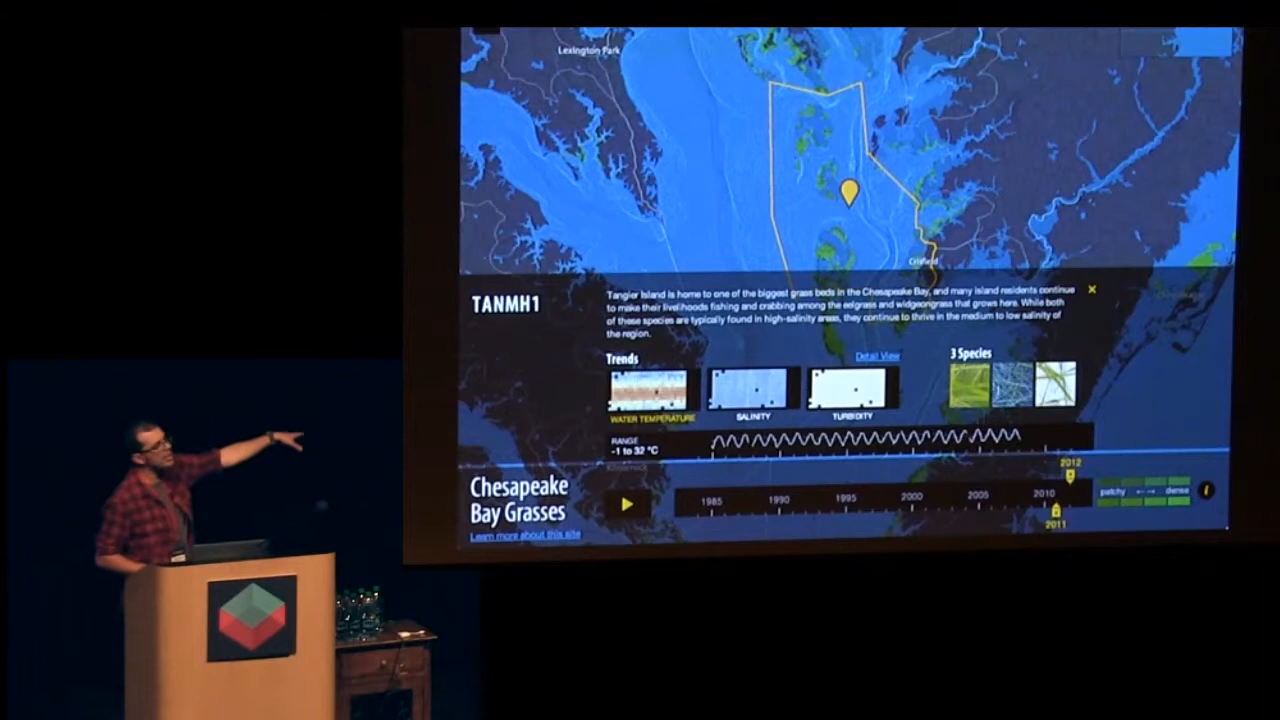 Lexington Park
Crisfield
TANMH1
Tangier Island is home to one of the biggest grass beds in the Chesapeake Bay, and many island residents continue
to make their livelihoods fishing and crabbing among the eelgrass and widgeongrass that grows here. While both
of these species are typically found in high-salinity areas, they continue to thrive in the medium to low salinity of
the region.
Trends
Detail View
3 Species
WATER TEMPERATURE
SALINITY
TURBIDITY
RANGE
-1 to 32 °C
2012
Chesapeake
Bay Grasses
1985
1990
1995
2000
2005
2010
patchy
dense
i
2011
Learn more about this site